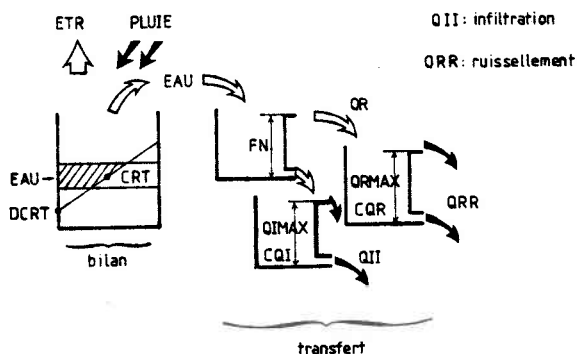 ETR PLUIE
QII: infiltration
QRR: ruissellement
EAU
QR
FN
EAU
CRT
DCRT
QRMAX
CQR
QRR
QIMAX
CQI
QII
bilan
transfert